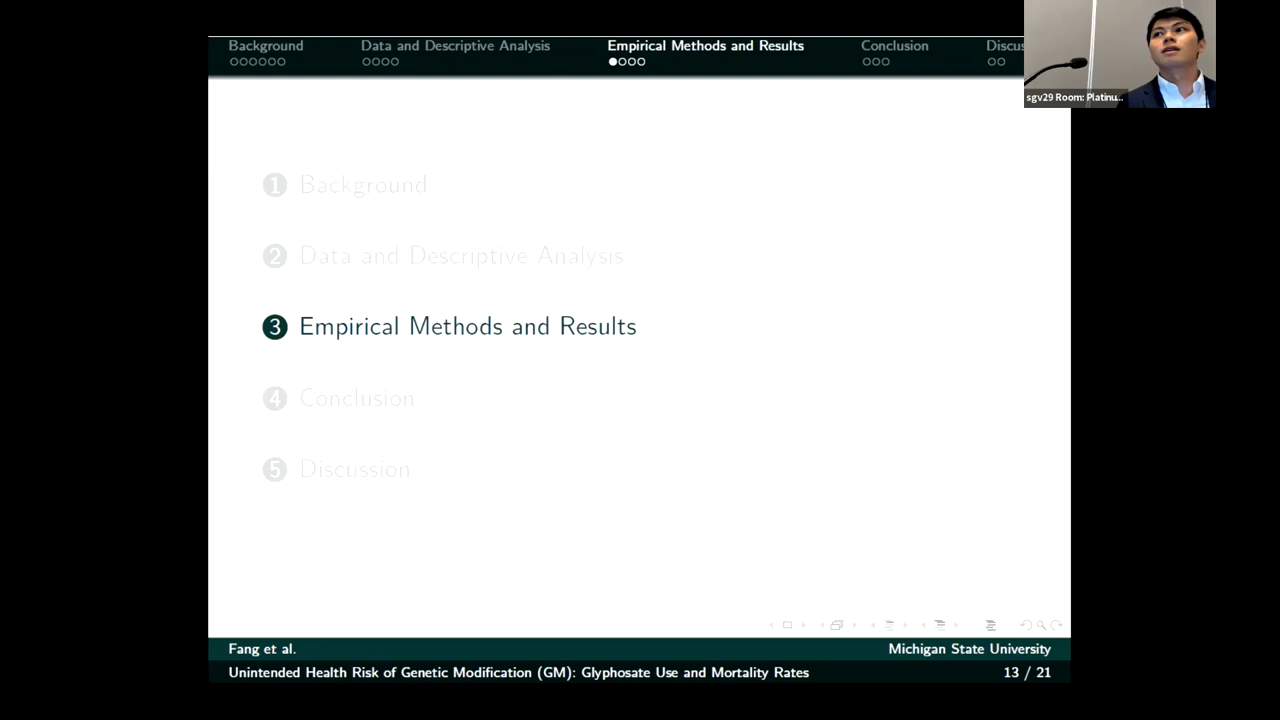 Background Data and Descriptive Analysis Empirical Methods and Results Conclusion Discus
sgv29 Room: Platinu...
1 Background
2 Data and Descriptive Analysis
3 Empirical Methods and Results
4 Conclusion
5 Discussion
Fang et al. Michigan State University
Unintended Health Risk of Genetic Modification (GM): Glyphosate Use and Mortality Rates 13 / 21